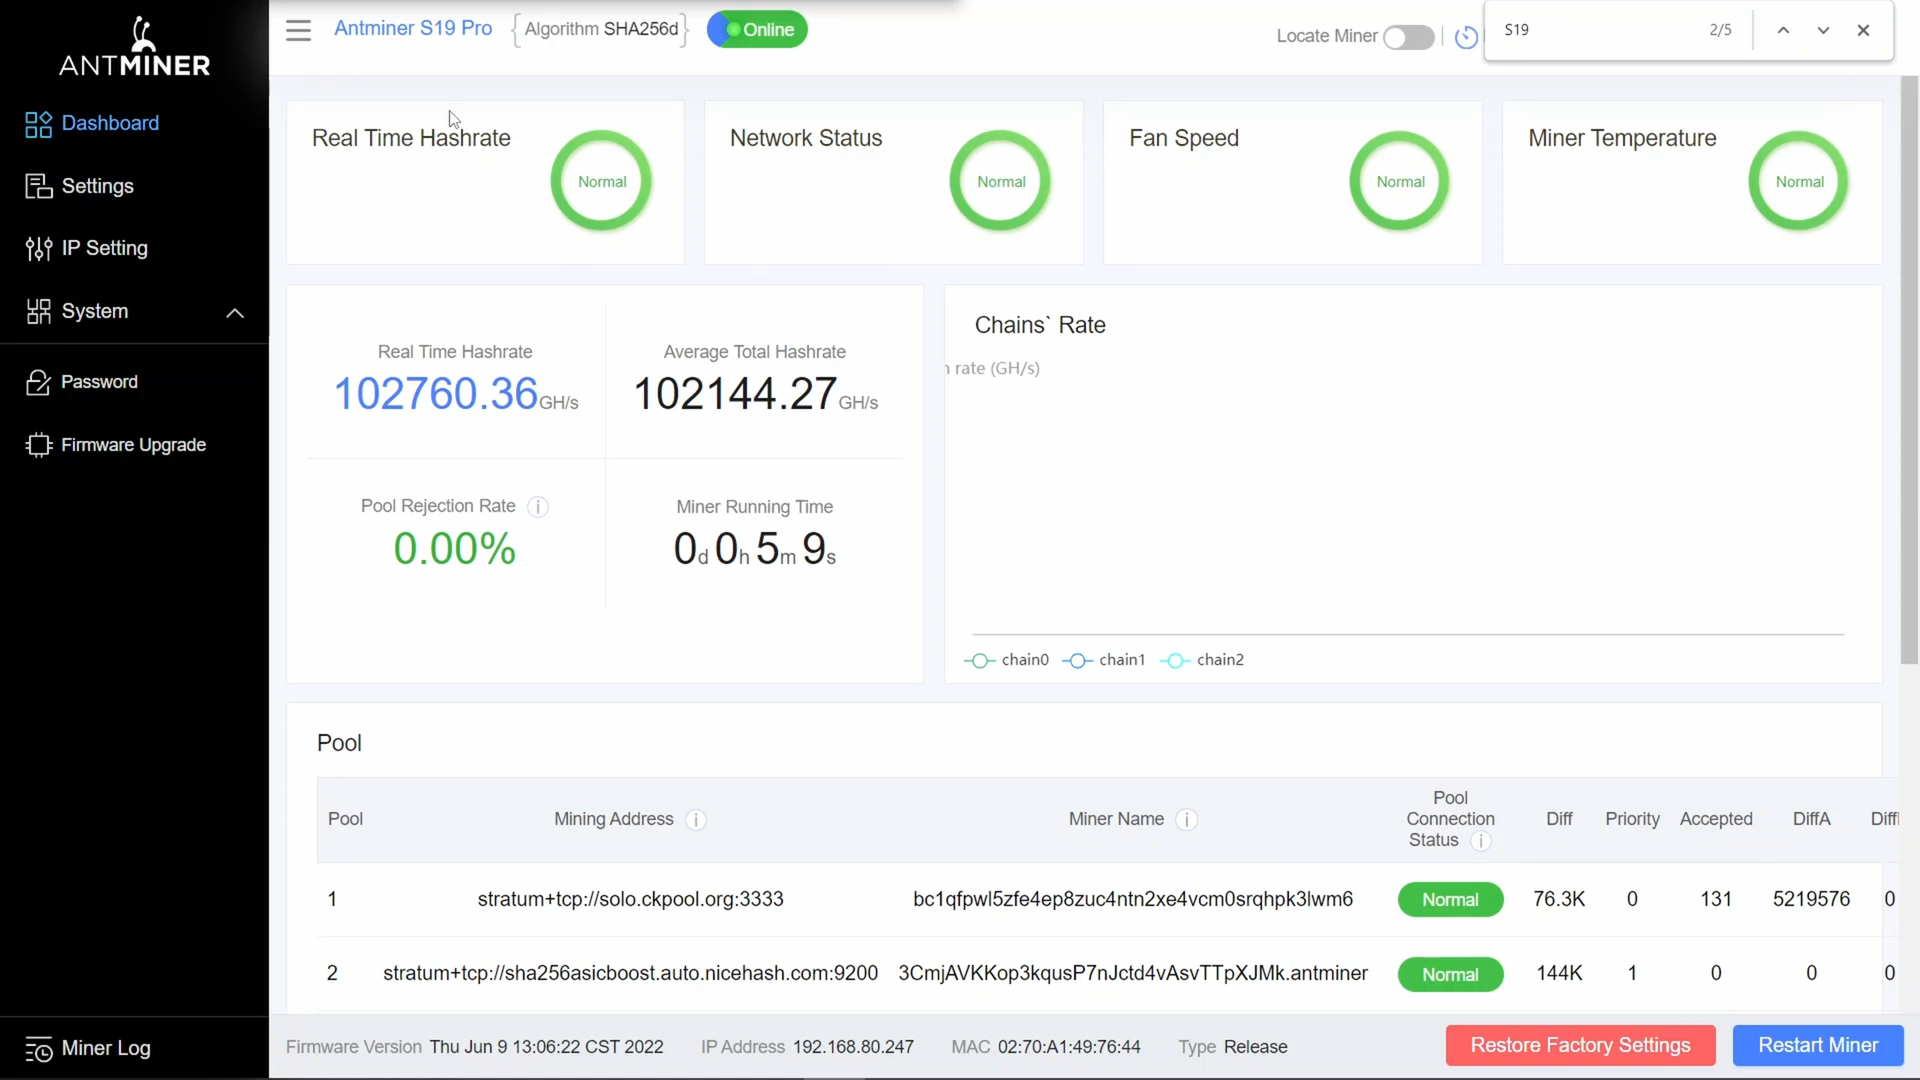 ANTMINER
Dashboard
Settings
IP Setting
System
Password
Firmware Upgrade
Miner Log
Antminer S19 Pro
Algorithm SHA256d
Online
Locate Miner
S19
2/5
Real Time Hashrate
Normal
Network Status
Normal
Fan Speed
Normal
Miner Temperature
Normal
Real Time Hashrate
102760.36GH/s
Average Total Hashrate
102144.27GH/s
Pool Rejection Rate
0.00%
Miner Running Time
0d 0h 5m 9s
Chains` Rate
rate (GH/s)
chain0 chain1 chain2
Pool
Pool Mining Address Miner Name Pool Connection Status Diff Priority Accepted DiffA
1 stratum+tcp://solo.ckpool.org:3333 bc1qfpwl5zfe4ep8zuc4ntn2xe4vcm0srqhpk3lwm6 Normal 76.3K 0 131 5219576 0
2 stratum+tcp://sha256asicboost.auto.nicehash.com:9200 3CmjAVKKop3kqusP7nJctd4vAsvTTpXJMk.antminer Normal 144K 1 0 0 0
Firmware Version Thu Jun 9 13:06:22 CST 2022 IP Address 192.168.80.247 MAC 02:70:A1:49:76:44 Type Release
Restore Factory Settings
Restart Miner